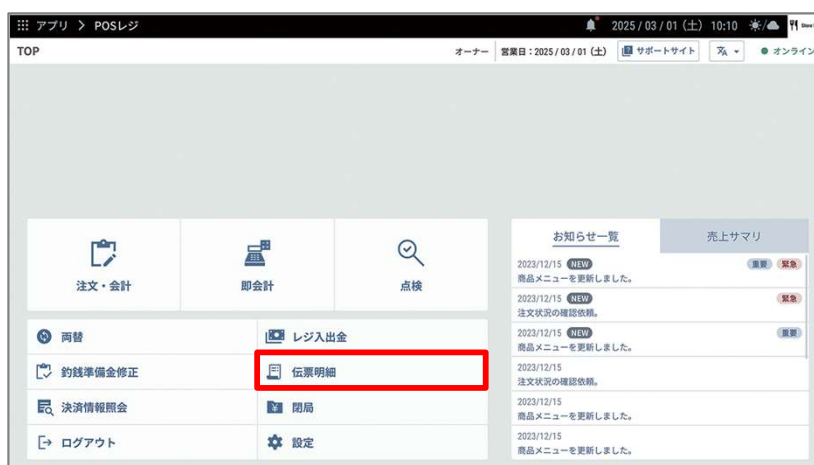 アプリ > POSレジ 2025 / 03 / 01 (土) 10:10
TOP オーナー 営業日:2025 / 03 / 01 (土) サポートサイト オンライン
お知らせ一覧 売上サマリ
注文・会計 即会計 点検
2023/12/15 NEW 重要 緊急
商品メニューを更新しました。
2023/12/15 NEW 緊急
注文状況の確認依頼。
2023/12/15 NEW 重要
商品メニューを更新しました。
2023/12/15
注文状況の確認依頼。
2023/12/15
商品メニューを更新しました。
2023/12/15
商品メニューを更新しました。
両替 レジ入出金
釣銭準備金修正 伝票明細
決済情報照会 閉局
ログアウト 設定